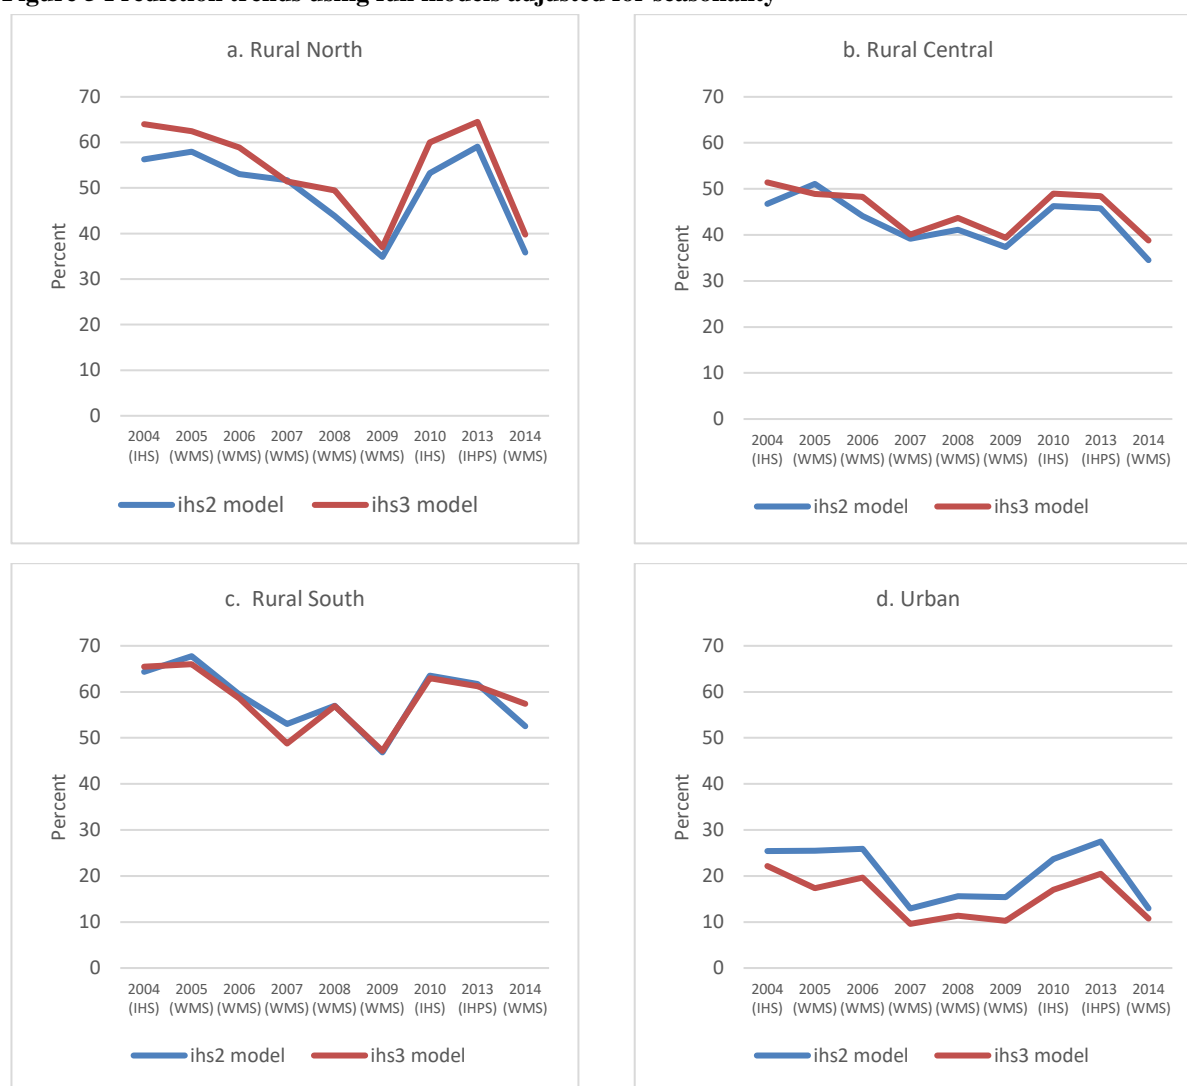 Figure 3 Prediction trends using full models adjusted for seasonality
a. Rural North
Percent
70
60
50
40
30
20
10
0
2004 2005 2006 2007 2008 2009 2010 2013 2014
(IHS) (WMS) (WMS) (WMS) (WMS) (WMS) (IHS) (IHPS) (WMS)
ihs2 model ihs3 model
b. Rural Central
Percent
70
60
50
40
30
20
10
0
2004 2005 2006 2007 2008 2009 2010 2013 2014
(IHS) (WMS) (WMS) (WMS) (WMS) (WMS) (IHS) (IHPS) (WMS)
ihs2 model ihs3 model
c. Rural South
Percent
70
60
50
40
30
20
10
0
2004 2005 2006 2007 2008 2009 2010 2013 2014
(IHS) (WMS) (WMS) (WMS) (WMS) (WMS) (IHS) (IHPS) (WMS)
ihs2 model ihs3 model
d. Urban
Percent
70
60
50
40
30
20
10
0
2004 2005 2006 2007 2008 2009 2010 2013 2014
(IHS) (WMS) (WMS) (WMS) (WMS) (WMS) (IHS) (IHPS) (WMS)
ihs2 model ihs3 model